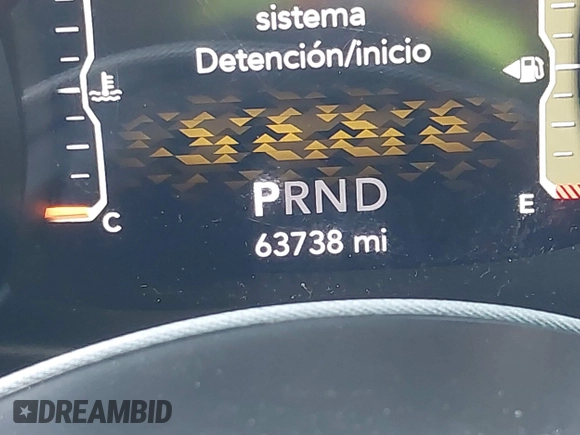 sistema
Detención/inicio
PRND
C
E
63738 mi
DREAMBID